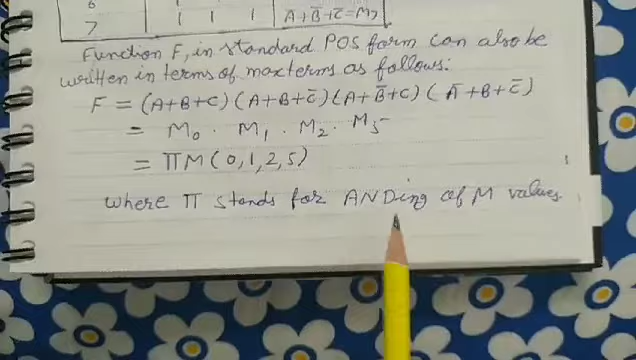 6
7 1 1 1 A̅+B̅+C̅=M7
Function F, in standard POS form can also be
written in terms of maxterms as follows:
F = (A+B+C) (A+B+C̅) (A+B̅+C) (A̅+B+C̅)
= M0 . M1 . M2 . M5
= ΠM (0,1,2,5)
where Π stands for ANDing of M values.